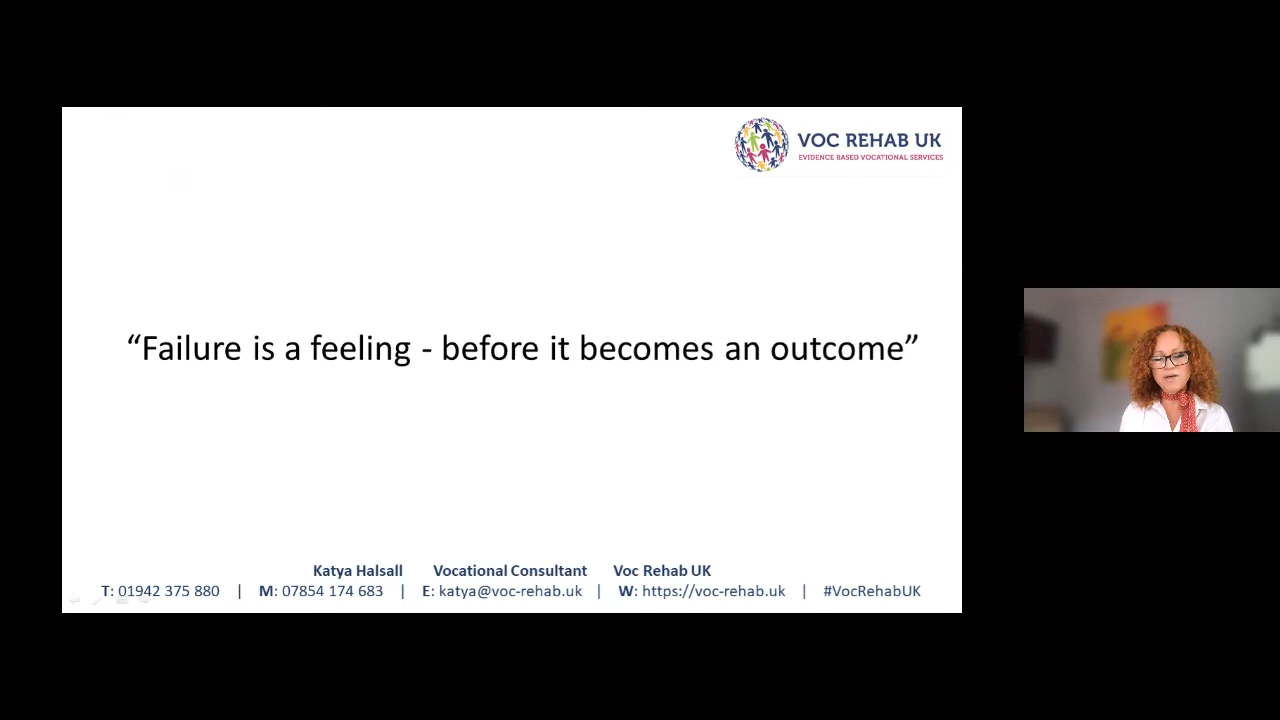 VOC REHAB UK
EVIDENCE BASED VOCATIONAL SERVICES
“Failure is a feeling - before it becomes an outcome”
Katya Halsall Vocational Consultant Voc Rehab UK
T: 01942 375 880 | M: 07854 174 683 | E: katya@voc-rehab.uk | W: https://voc-rehab.uk | #VocRehabUK